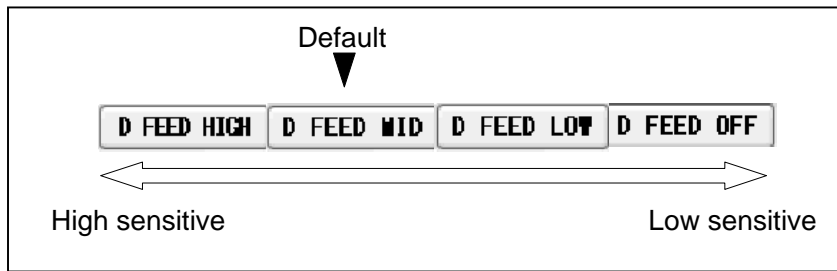 Default
D FEED HIGH D FEED MID D FEED LOW D FEED OFF
High sensitive Low sensitive